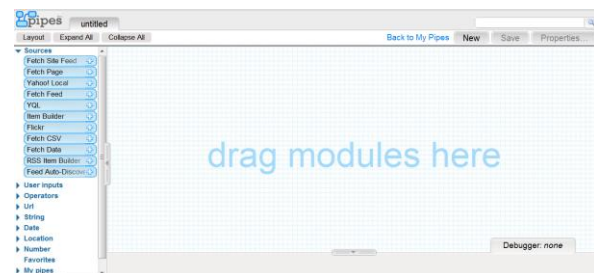 pipes
untitled
Layout Expand All Collapse All
Back to My Pipes New Save Properties...
Sources
Fetch Site Feed
Fetch Page
Yahoo! Local
Fetch Feed
YQL
Item Builder
Flickr
Fetch CSV
Fetch Data
RSS Item Builder
Feed Auto-Discov
User inputs
Operators
Url
String
Date
Location
Number
Favorites
My pipes
drag modules here
Debugger: none